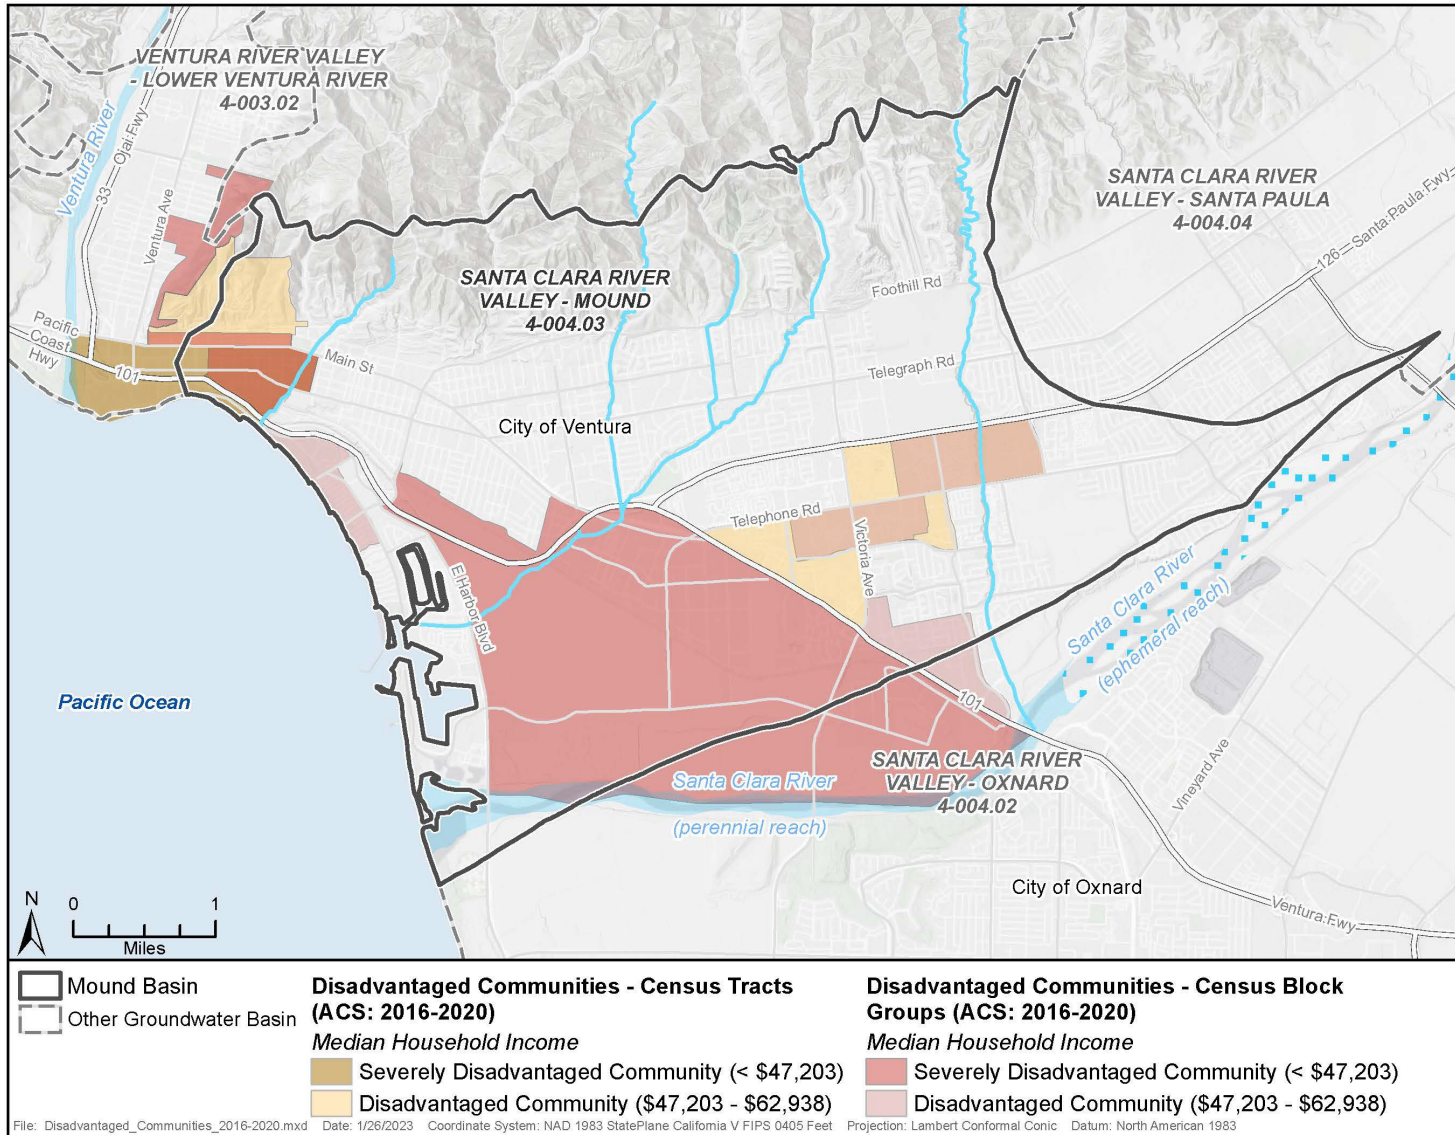 VENTURA RIVER VALLEY
- LOWER VENTURA RIVER
4-003.02
Ventura River
33
Ojai Fwy
Ventura Ave
SANTA CLARA RIVER
VALLEY - SANTA PAULA
4-004.04
126
Santa Paula Fwy
SANTA CLARA RIVER
VALLEY - MOUND
4-004.03
Foothill Rd
Pacific
Coast
Hwy
101
Main St
Telegraph Rd
City of Ventura
Telephone Rd
Victoria Ave
E Harbor Blvd
Santa Clara River
(ephemeral reach)
Pacific Ocean
101
SANTA CLARA RIVER
VALLEY - OXNARD
4-004.02
Santa Clara River
(perennial reach)
Vineyard Ave
City of Oxnard
Ventura Fwy
N
0 1
Miles
Mound Basin
Other Groundwater Basin
Disadvantaged Communities - Census Tracts
(ACS: 2016-2020)
Median Household Income
Severely Disadvantaged Community (< $47,203)
Disadvantaged Community ($47,203 - $62,938)
Disadvantaged Communities - Census Block
Groups (ACS: 2016-2020)
Median Household Income
Severely Disadvantaged Community (< $47,203)
Disadvantaged Community ($47,203 - $62,938)
File: Disadvantaged_Communities_2016-2020.mxd Date: 1/26/2023 Coordinate System: NAD 1983 StatePlane California V FIPS 0405 Feet Projection: Lambert Conformal Conic Datum: North American 1983